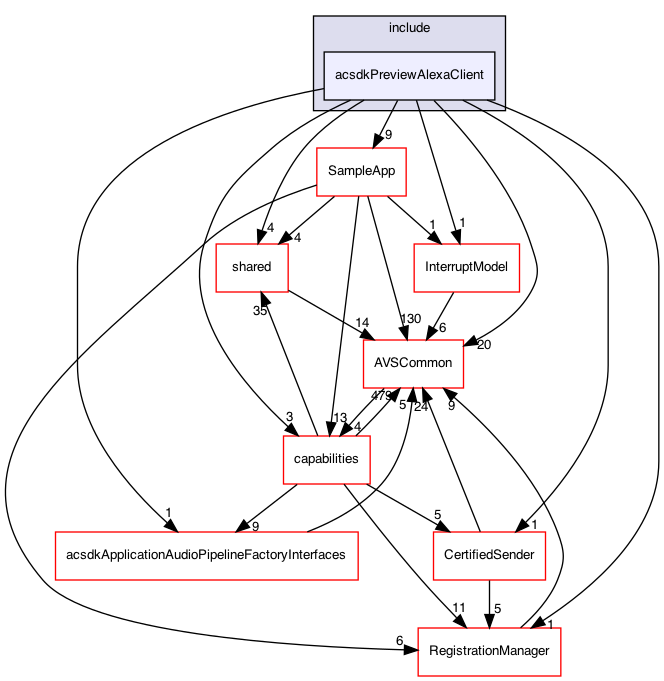 include
acsdkPreviewAlexaClient
9
SampleApp
4
4
1
1
shared
InterruptModel
35
14
130
6
20
AVSCommon
479
5
24
9
3
13
4
capabilities
1
9
5
1
acsdkApplicationAudioPipelineFactoryInterfaces
CertifiedSender
11
5
1
6
RegistrationManager